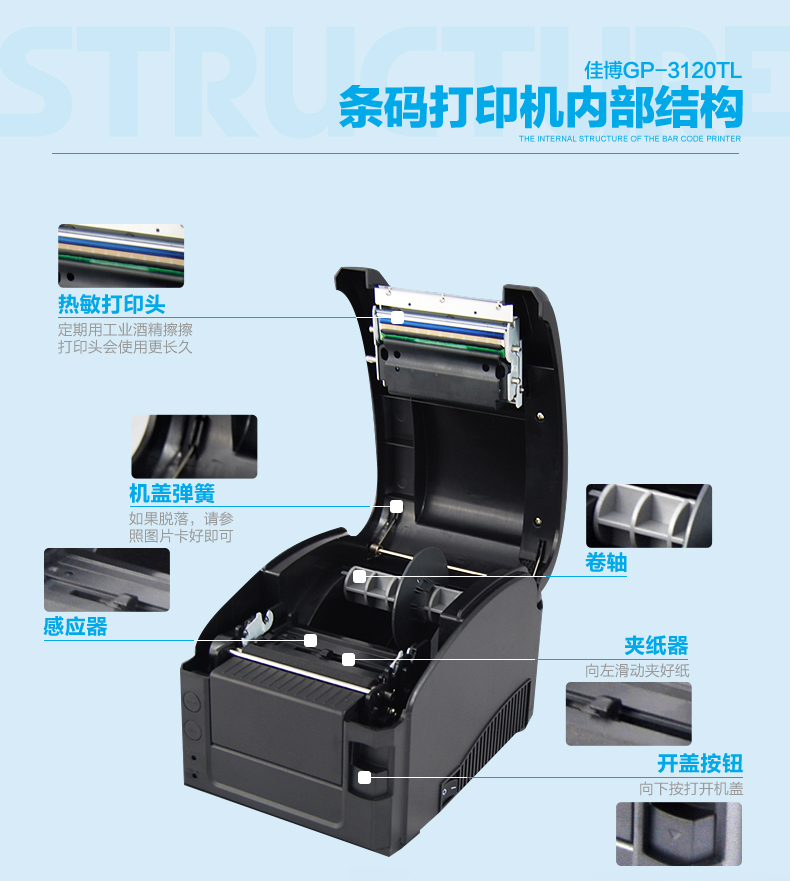 STRUCTURE
佳博GP-3120TL
条码打印机内部结构
THE INTERNAL STRUCTURE OF THE BAR CODE PRINTER
热敏打印头
定期用工业酒精擦擦
打印头会使用更长久
机盖弹簧
如果脱落，请参
照图片卡好即可
卷轴
感应器
夹纸器
向左滑动夹好纸
开盖按钮
向下按打开机盖